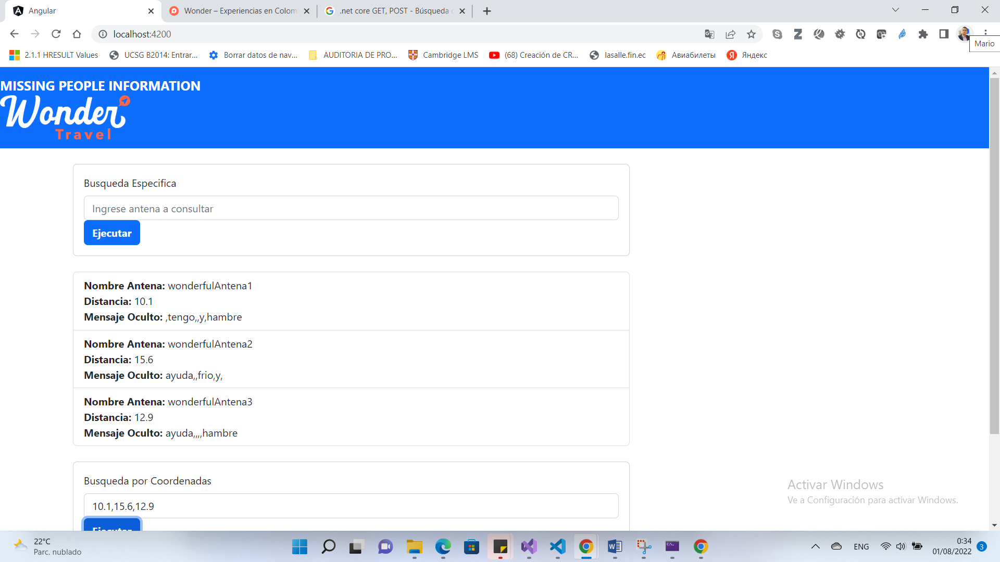 Angular
Wonder – Experiencias en Colom
.net core GET, POST - Búsqueda
localhost:4200
Mario
2.1.1 HRESULT Values
UCSG B2014: Entrar...
Borrar datos de nav...
AUDITORIA DE PRO...
Cambridge LMS
(68) Creación de CR...
lasalle.fin.ec
Авиабилеты
Яндекс
MISSING PEOPLE INFORMATION
Wonder
Travel
Busqueda Especifica
Ingrese antena a consultar
Ejecutar
Nombre Antena: wonderfulAntena1
Distancia: 10.1
Mensaje Oculto: ,tengo,,y,hambre
Nombre Antena: wonderfulAntena2
Distancia: 15.6
Mensaje Oculto: ayuda,,frio,y,
Nombre Antena: wonderfulAntena3
Distancia: 12.9
Mensaje Oculto: ayuda,,,,hambre
Busqueda por Coordenadas
10.1,15.6,12.9
Ejecutar
Activar Windows
Ve a Configuración para activar Windows.
22°C
Parc. nublado
ENG
0:34
01/08/2022
3